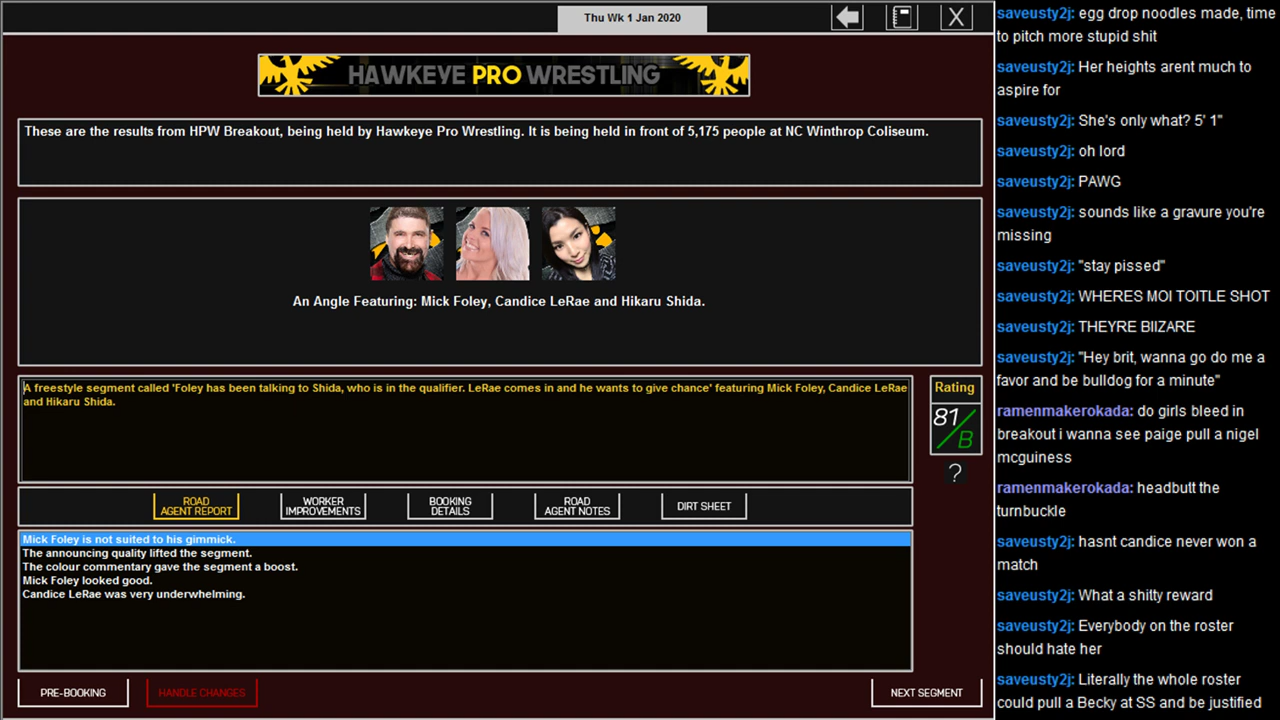 Thu Wk 1 Jan 2020
HAWKEYE PRO WRESTLING
These are the results from HPW Breakout, being held by Hawkeye Pro Wrestling. It is being held in front of 5,175 people at NC Winthrop Coliseum.
An Angle Featuring: Mick Foley, Candice LeRae and Hikaru Shida.
A freestyle segment called 'Foley has been talking to Shida, who is in the qualifier. LeRae comes in and he wants to give chance' featuring Mick Foley, Candice LeRae
and Hikaru Shida.
Rating
81/B
?
ROAD
AGENT REPORT
WORKER
IMPROVEMENTS
BOOKING
DETAILS
ROAD
AGENT NOTES
DIRT SHEET
Mick Foley is not suited to his gimmick.
The announcing quality lifted the segment.
The colour commentary gave the segment a boost.
Mick Foley looked good.
Candice LeRae was very underwhelming.
PRE-BOOKING
HANDLE CHANGES
NEXT SEGMENT
saveusty2j: egg drop noodles made, time
to pitch more stupid shit
saveusty2j: Her heights arent much to
aspire for
saveusty2j: She's only what? 5' 1"
saveusty2j: oh lord
saveusty2j: PAWG
saveusty2j: sounds like a gravure you're
missing
saveusty2j: "stay pissed"
saveusty2j: WHERES MOI TOITLE SHOT
saveusty2j: THEYRE BIIZARE
saveusty2j: "Hey brit, wanna go do me a
favor and be bulldog for a minute"
ramenmakerokada: do girls bleed in
breakout i wanna see paige pull a nigel
mcguiness
ramenmakerokada: headbutt the
turnbuckle
saveusty2j: hasnt candice never won a
match
saveusty2j: What a shitty reward
saveusty2j: Everybody on the roster
should hate her
saveusty2j: Literally the whole roster
could pull a Becky at SS and be justified